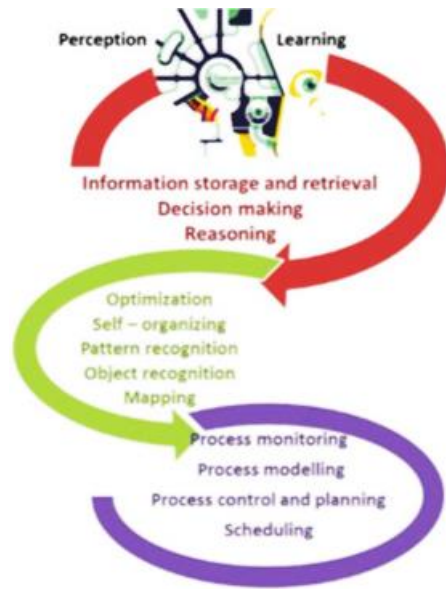 Perception Learning
Information storage and retrieval
Decision making
Reasoning
Optimization
Self – organizing
Pattern recognition
Object recognition
Mapping
Process monitoring
Process modelling
Process control and planning
Scheduling